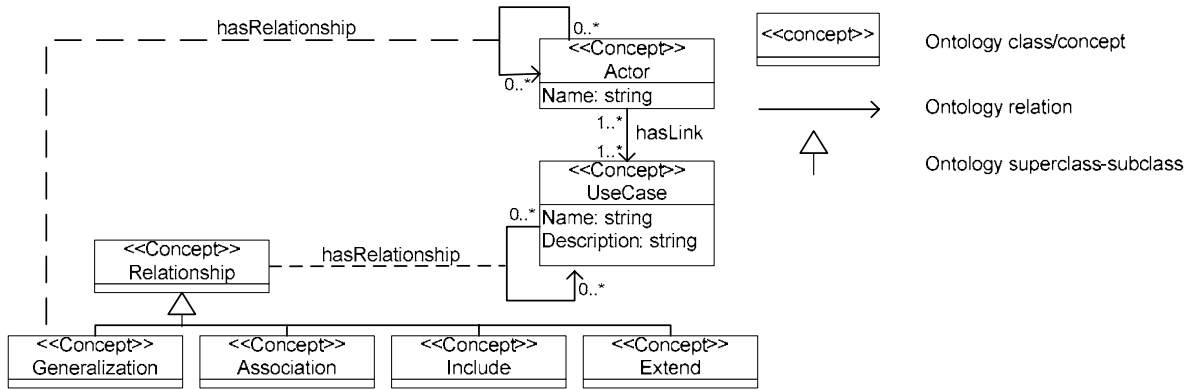 hasRelationship
0..*
<<Concept>>
Actor
0..*
Name: string
1..*
hasLink
1..*
<<Concept>>
UseCase
0..*
Name: string
Description: string
0..*
<<Concept>>
Relationship
hasRelationship
<<Concept>>
Generalization
<<Concept>>
Association
<<Concept>>
Include
<<Concept>>
Extend
<<concept>>
Ontology class/concept
Ontology relation
Ontology superclass-subclass